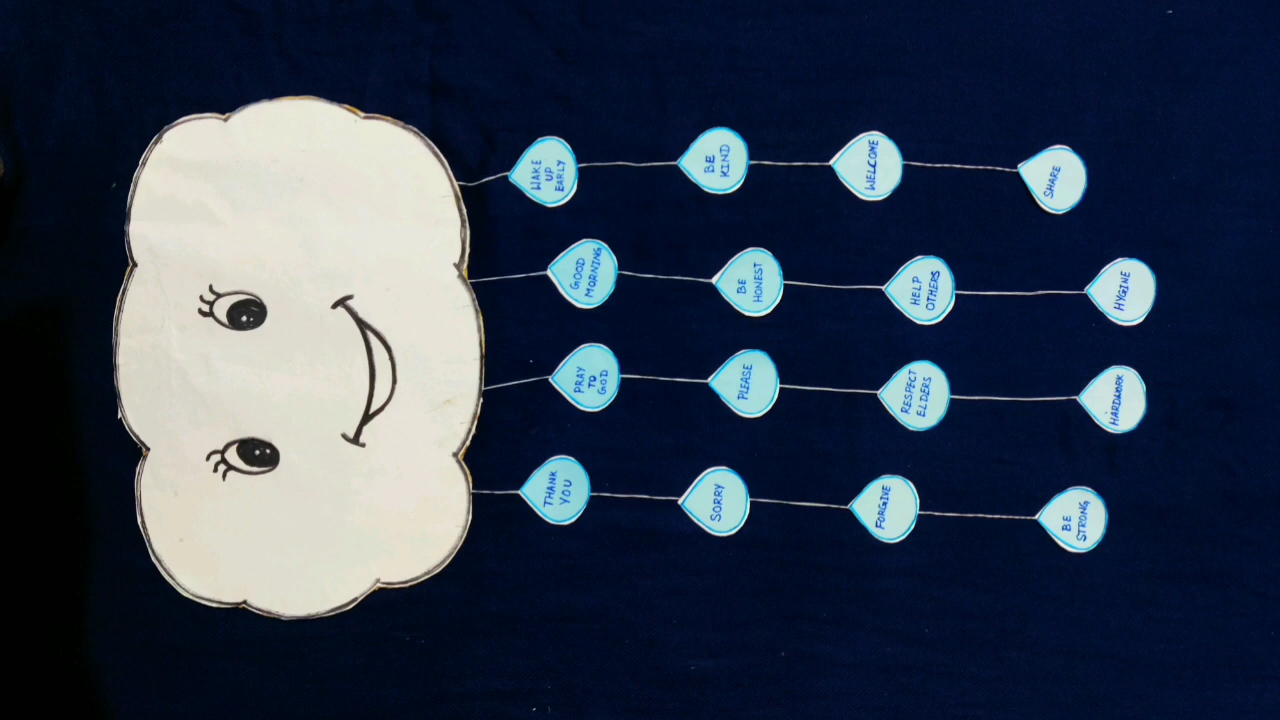 THANK
YOU
PRAY
TO
GOD
GOOD
MORNING
WAKE
UP
EARLY
SORRY
PLEASE
BE
HONEST
BE
KIND
FORGIVE
RESPECT
ELDERS
HELP
OTHERS
WELCOME
BE
STRONG
HARDWORK
HYGINE
SHARE